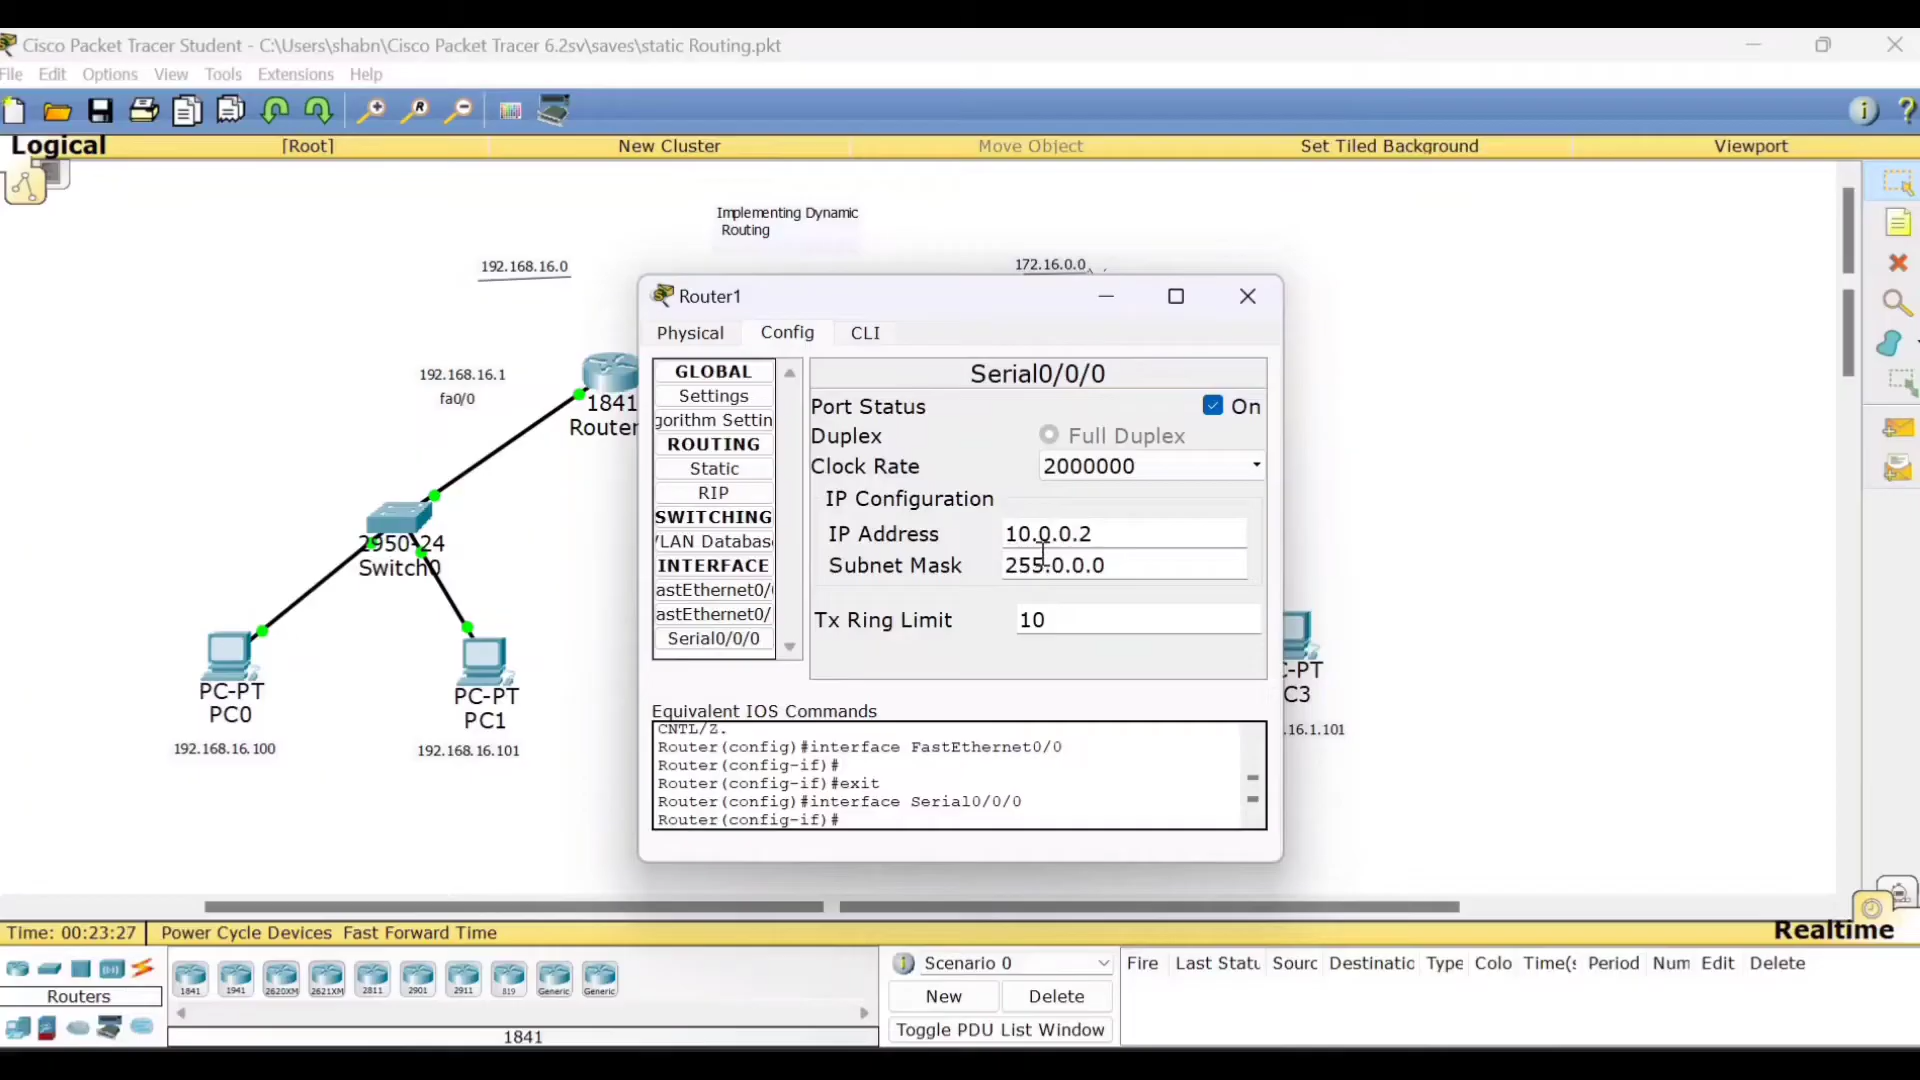 Cisco Packet Tracer Student - C:\Users\shabn\Cisco Packet Tracer 6.2sv\saves\static Routing.pkt
File Edit Options View Tools Extensions Help
Logical [Root] New Cluster Move Object Set Tiled Background Viewport
Implementing Dynamic
Routing
192.168.16.0
172.16.0.0
192.168.16.1
fa0/0
1841
Router
2950-24
Switch0
PC-PT
PC0
192.168.16.100
PC-PT
PC1
192.168.16.101
C-PT
C3
.16.1.101
Router1
Physical Config CLI
GLOBAL
Settings
gorithm Settin
ROUTING
Static
RIP
SWITCHING
VLAN Database
INTERFACE
astEthernet0/0
astEthernet0/
Serial0/0/0
Serial0/0/0
Port Status On
Duplex Full Duplex
Clock Rate 2000000
IP Configuration
IP Address 10.0.0.2
Subnet Mask 255.0.0.0
Tx Ring Limit 10
Equivalent IOS Commands
CNTL/Z.
Router(config)#interface FastEthernet0/0
Router(config-if)#
Router(config-if)#exit
Router(config)#interface Serial0/0/0
Router(config-if)#
Time: 00:23:27 Power Cycle Devices Fast Forward Time Realtime
Routers
1841 1941 2620XM 2621XM 2811 2901 2911 819 Generic Generic
1841
Scenario 0
New Delete
Toggle PDU List Window
Fire Last Statu Sourc Destinatic Type Colo Time(s Period Num Edit Delete